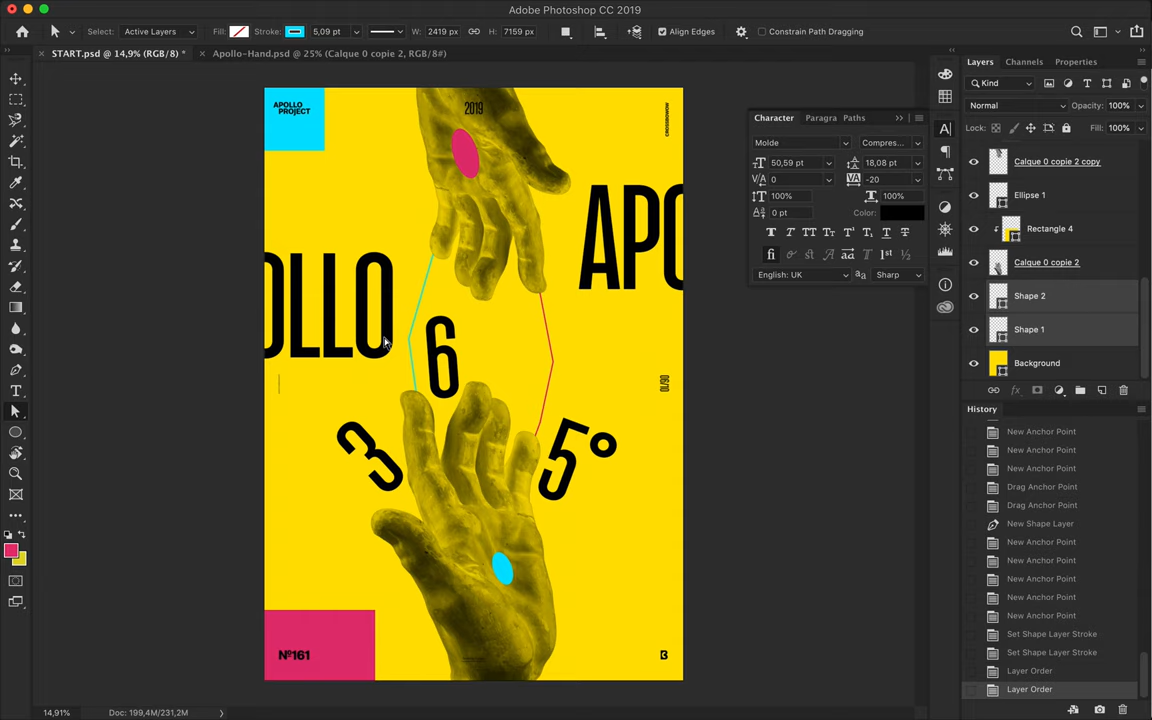 Adobe Photoshop CC 2019
Select: Active Layers Fill: Stroke: 5,09 pt W: 2419 px H: 7159 px Align Edges Constrain Path Dragging
START.psd @ 14,9% (RGB/8) * Apollo-Hand.psd @ 25% (Calque 0 copie 2, RGB/8#)
APOLLO
PROJECT
2019
CROSSBOWOW
APO
OLLO
6
01/06
3
5°
Nº161
B
Character Paragra Paths
Molde Compres...
50,59 pt 18,08 pt
0 -20
100% 100%
0 pt Color:
English: UK Sharp
Layers Channels Properties
Kind
Normal Opacity: 100%
Lock: Fill: 100%
Calque 0 copie 2 copy
Ellipse 1
Rectangle 4
Calque 0 copie 2
Shape 2
Shape 1
Background
History
New Anchor Point
New Anchor Point
New Anchor Point
Drag Anchor Point
Drag Anchor Point
New Shape Layer
New Anchor Point
New Anchor Point
New Anchor Point
New Anchor Point
New Anchor Point
Set Shape Layer Stroke
Set Shape Layer Stroke
Layer Order
Layer Order
14,91% Doc: 199,4M/231,2M